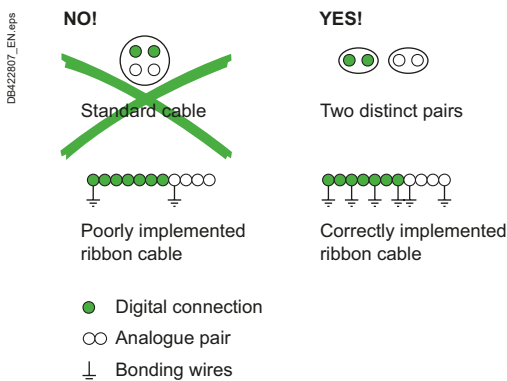 DB422807_EN.eps
NO!
YES!
Standard cable
Two distinct pairs
Poorly implemented
ribbon cable
Correctly implemented
ribbon cable
Digital connection
Analogue pair
Bonding wires